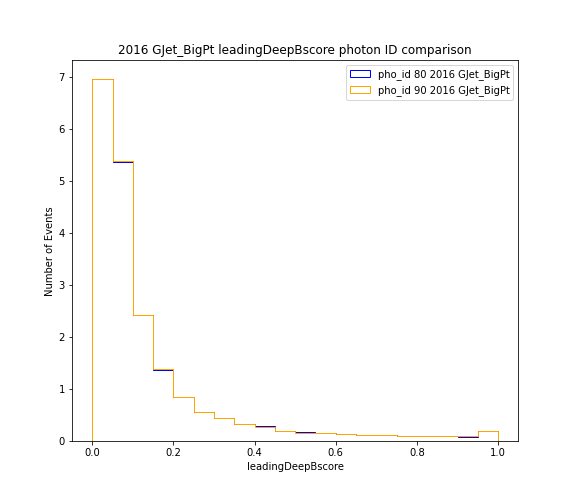 2016 GJet_BigPt leadingDeepBscore photon ID comparison
pho_id 80 2016 GJet_BigPt
pho_id 90 2016 GJet_BigPt
7
6
5
4
3
2
1
0
Number of Events
0.0 0.2 0.4 0.6 0.8 1.0
leadingDeepBscore